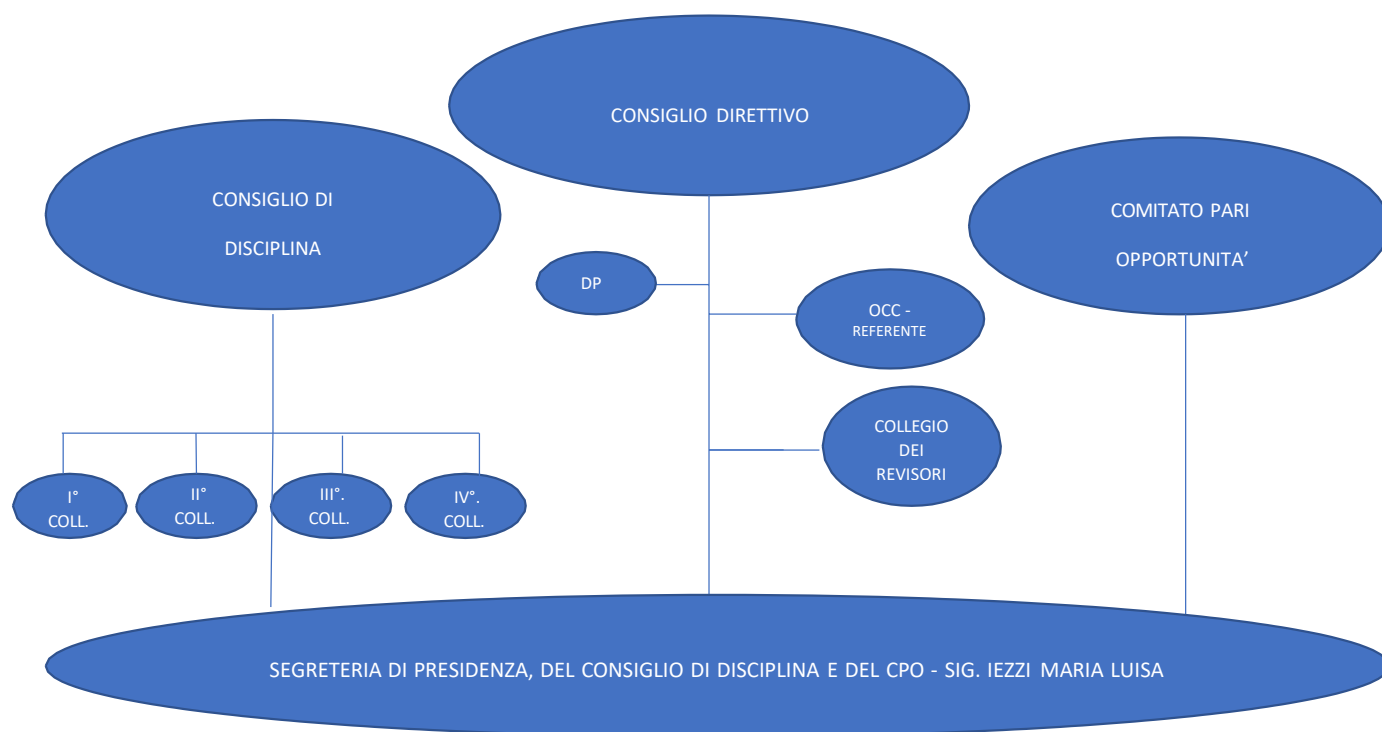 CONSIGLIO DIRETTIVO
CONSIGLIO DI
DISCIPLINA
COMITATO PARI
OPPORTUNITA’
DP
OCC -
REFERENTE
COLLEGIO
DEI
REVISORI
I°
COLL.
II°
COLL.
III°.
COLL.
IV°.
COLL.
SEGRETERIA DI PRESIDENZA, DEL CONSIGLIO DI DISCIPLINA E DEL CPO - SIG. IEZZI MARIA LUISA